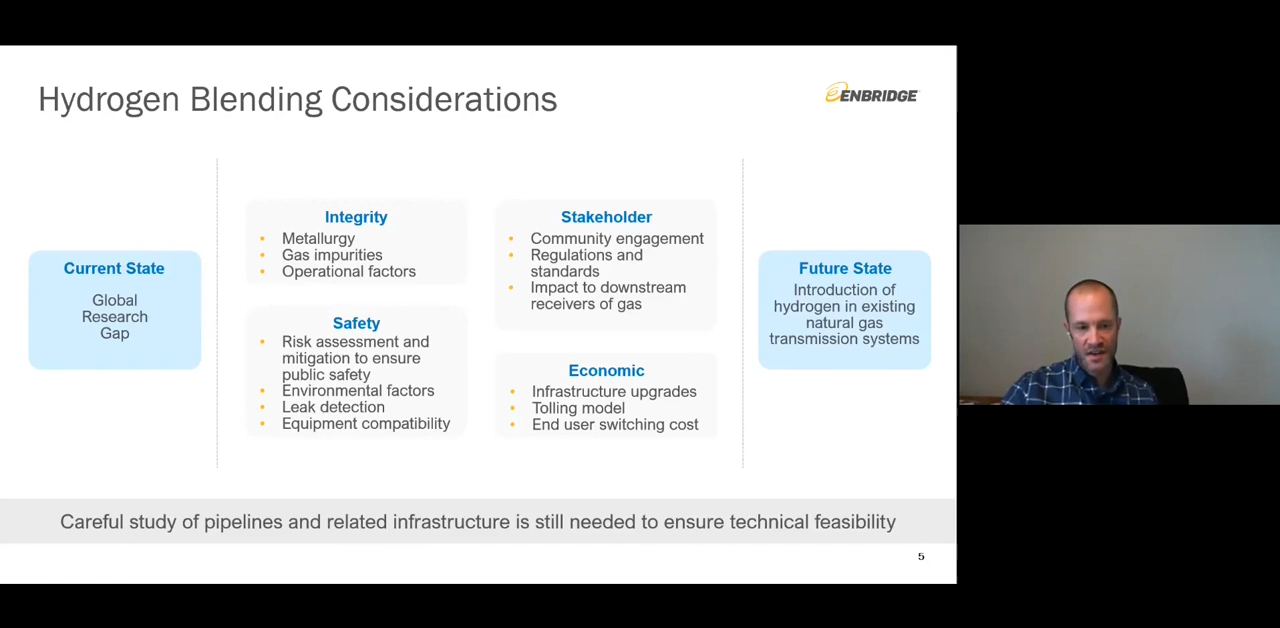 Hydrogen Blending Considerations
ENBRIDGE
Current State
Global
Research
Gap
Integrity
• Metallurgy
• Gas impurities
• Operational factors
Safety
• Risk assessment and
mitigation to ensure
public safety
• Environmental factors
• Leak detection
• Equipment compatibility
Stakeholder
• Community engagement
• Regulations and
standards
• Impact to downstream
receivers of gas
Economic
• Infrastructure upgrades
• Tolling model
• End user switching cost
Future State
Introduction of
hydrogen in existing
natural gas
transmission systems
Careful study of pipelines and related infrastructure is still needed to ensure technical feasibility
5